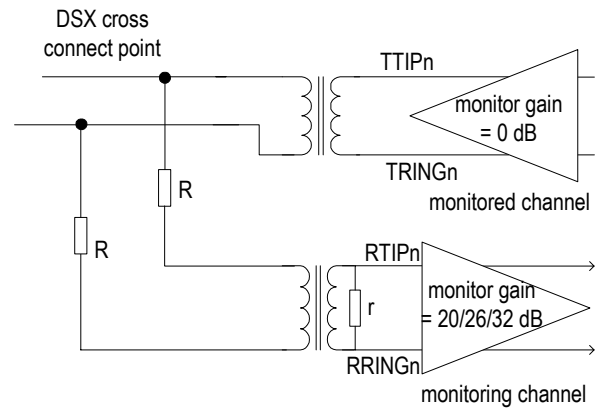 DSX cross
connect point
TTIPn
monitor gain
= 0 dB
TRINGn
monitored channel
R
R
RTIPn
monitor gain
= 20/26/32 dB
r
RRINGn
monitoring channel